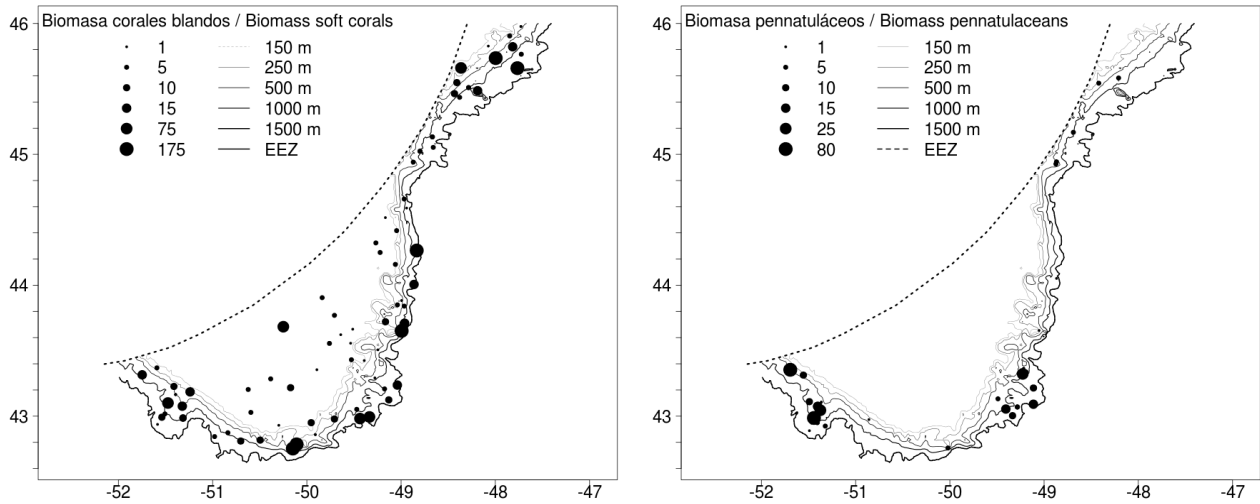 Biomasa corales blandos / Biomass soft corals
1 150 m
5 250 m
10 500 m
15 1000 m
75 1500 m
175 EEZ
46
45
44
43
-52 -51 -50 -49 -48 -47
Biomasa pennatuláceos / Biomass pennatulaceans
1 150 m
5 250 m
10 500 m
15 1000 m
25 1500 m
80 EEZ
46
45
44
43
-52 -51 -50 -49 -48 -47